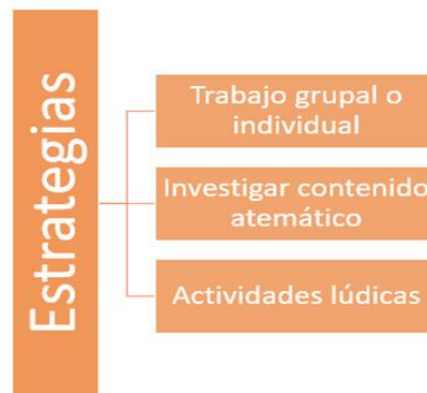 Estrategias
Trabajo grupal o
individual
Investigar contenido
atemático
Actividades lúdicas